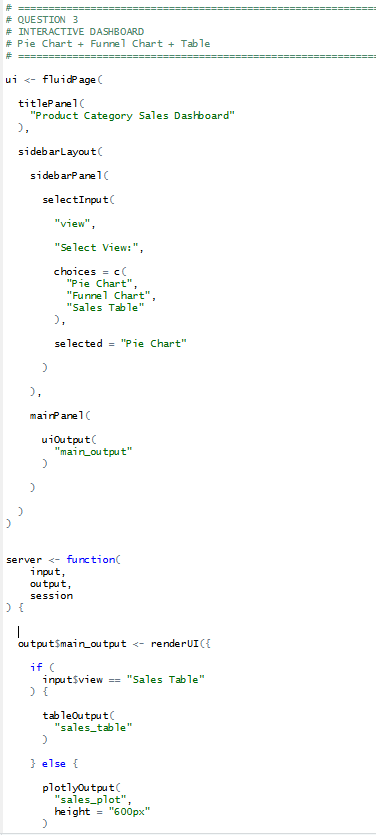 # ============================================================
# QUESTION 3
# INTERACTIVE DASHBOARD
# Pie Chart + Funnel Chart + Table
# ============================================================
ui <- fluidPage(
titlePanel(
"Product Category Sales Dashboard"
),
sidebarLayout(
sidebarPanel(
selectInput(
"view",
"Select View:",
choices = c(
"Pie Chart",
"Funnel Chart",
"Sales Table"
),
selected = "Pie Chart"
)
),
mainPanel(
uiOutput(
"main_output"
)
)
)
)
server <- function(
input,
output,
session
) {
output$main_output <- renderUI({
if (
input$view == "Sales Table"
) {
tableOutput(
"sales_table"
)
} else {
plotlyOutput(
"sales_plot",
height = "600px"
)